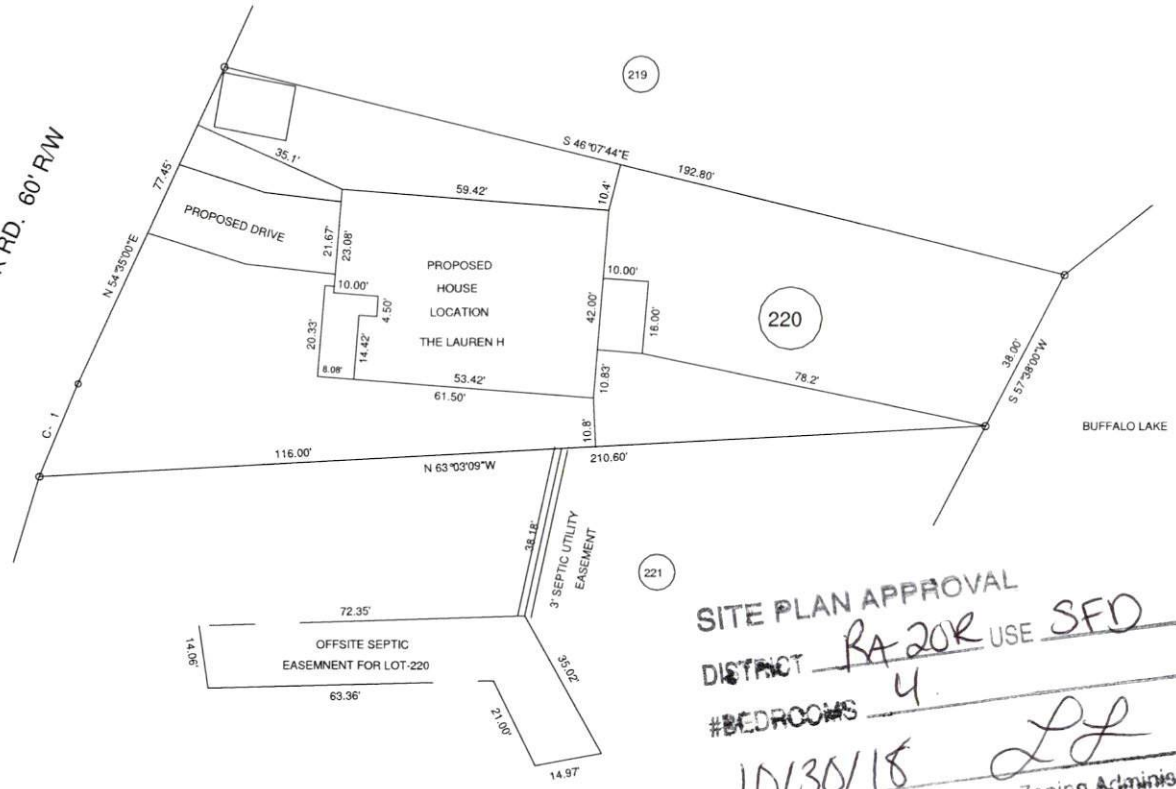 RD. 60' R/W
219
S 46°07'44"E
192.80'
77.45'
N 54°35'00"E
35.1'
59.42'
10.4'
PROPOSED DRIVE
21.67'
23.08'
PROPOSED
HOUSE
LOCATION
THE LAUREN H
10.00'
4.50'
20.33'
14.42'
8.08'
53.42'
61.50'
10.00'
42.00'
16.00'
10.83'
10.8'
220
78.2'
38.00'
S 57°38'00"W
BUFFALO LAKE
C- 1
116.00'
N 63°03'09"W
210.60'
38.18'
3' SEPTIC UTILITY
EASEMENT
221
72.35'
14.06'
OFFSITE SEPTIC
EASEMNENT FOR LOT-220
63.36'
35.02'
21.00'
14.97'
SITE PLAN APPROVAL
DISTRICT RA-20R USE SFD
#BEDROOMS 4
10/30/18 LL